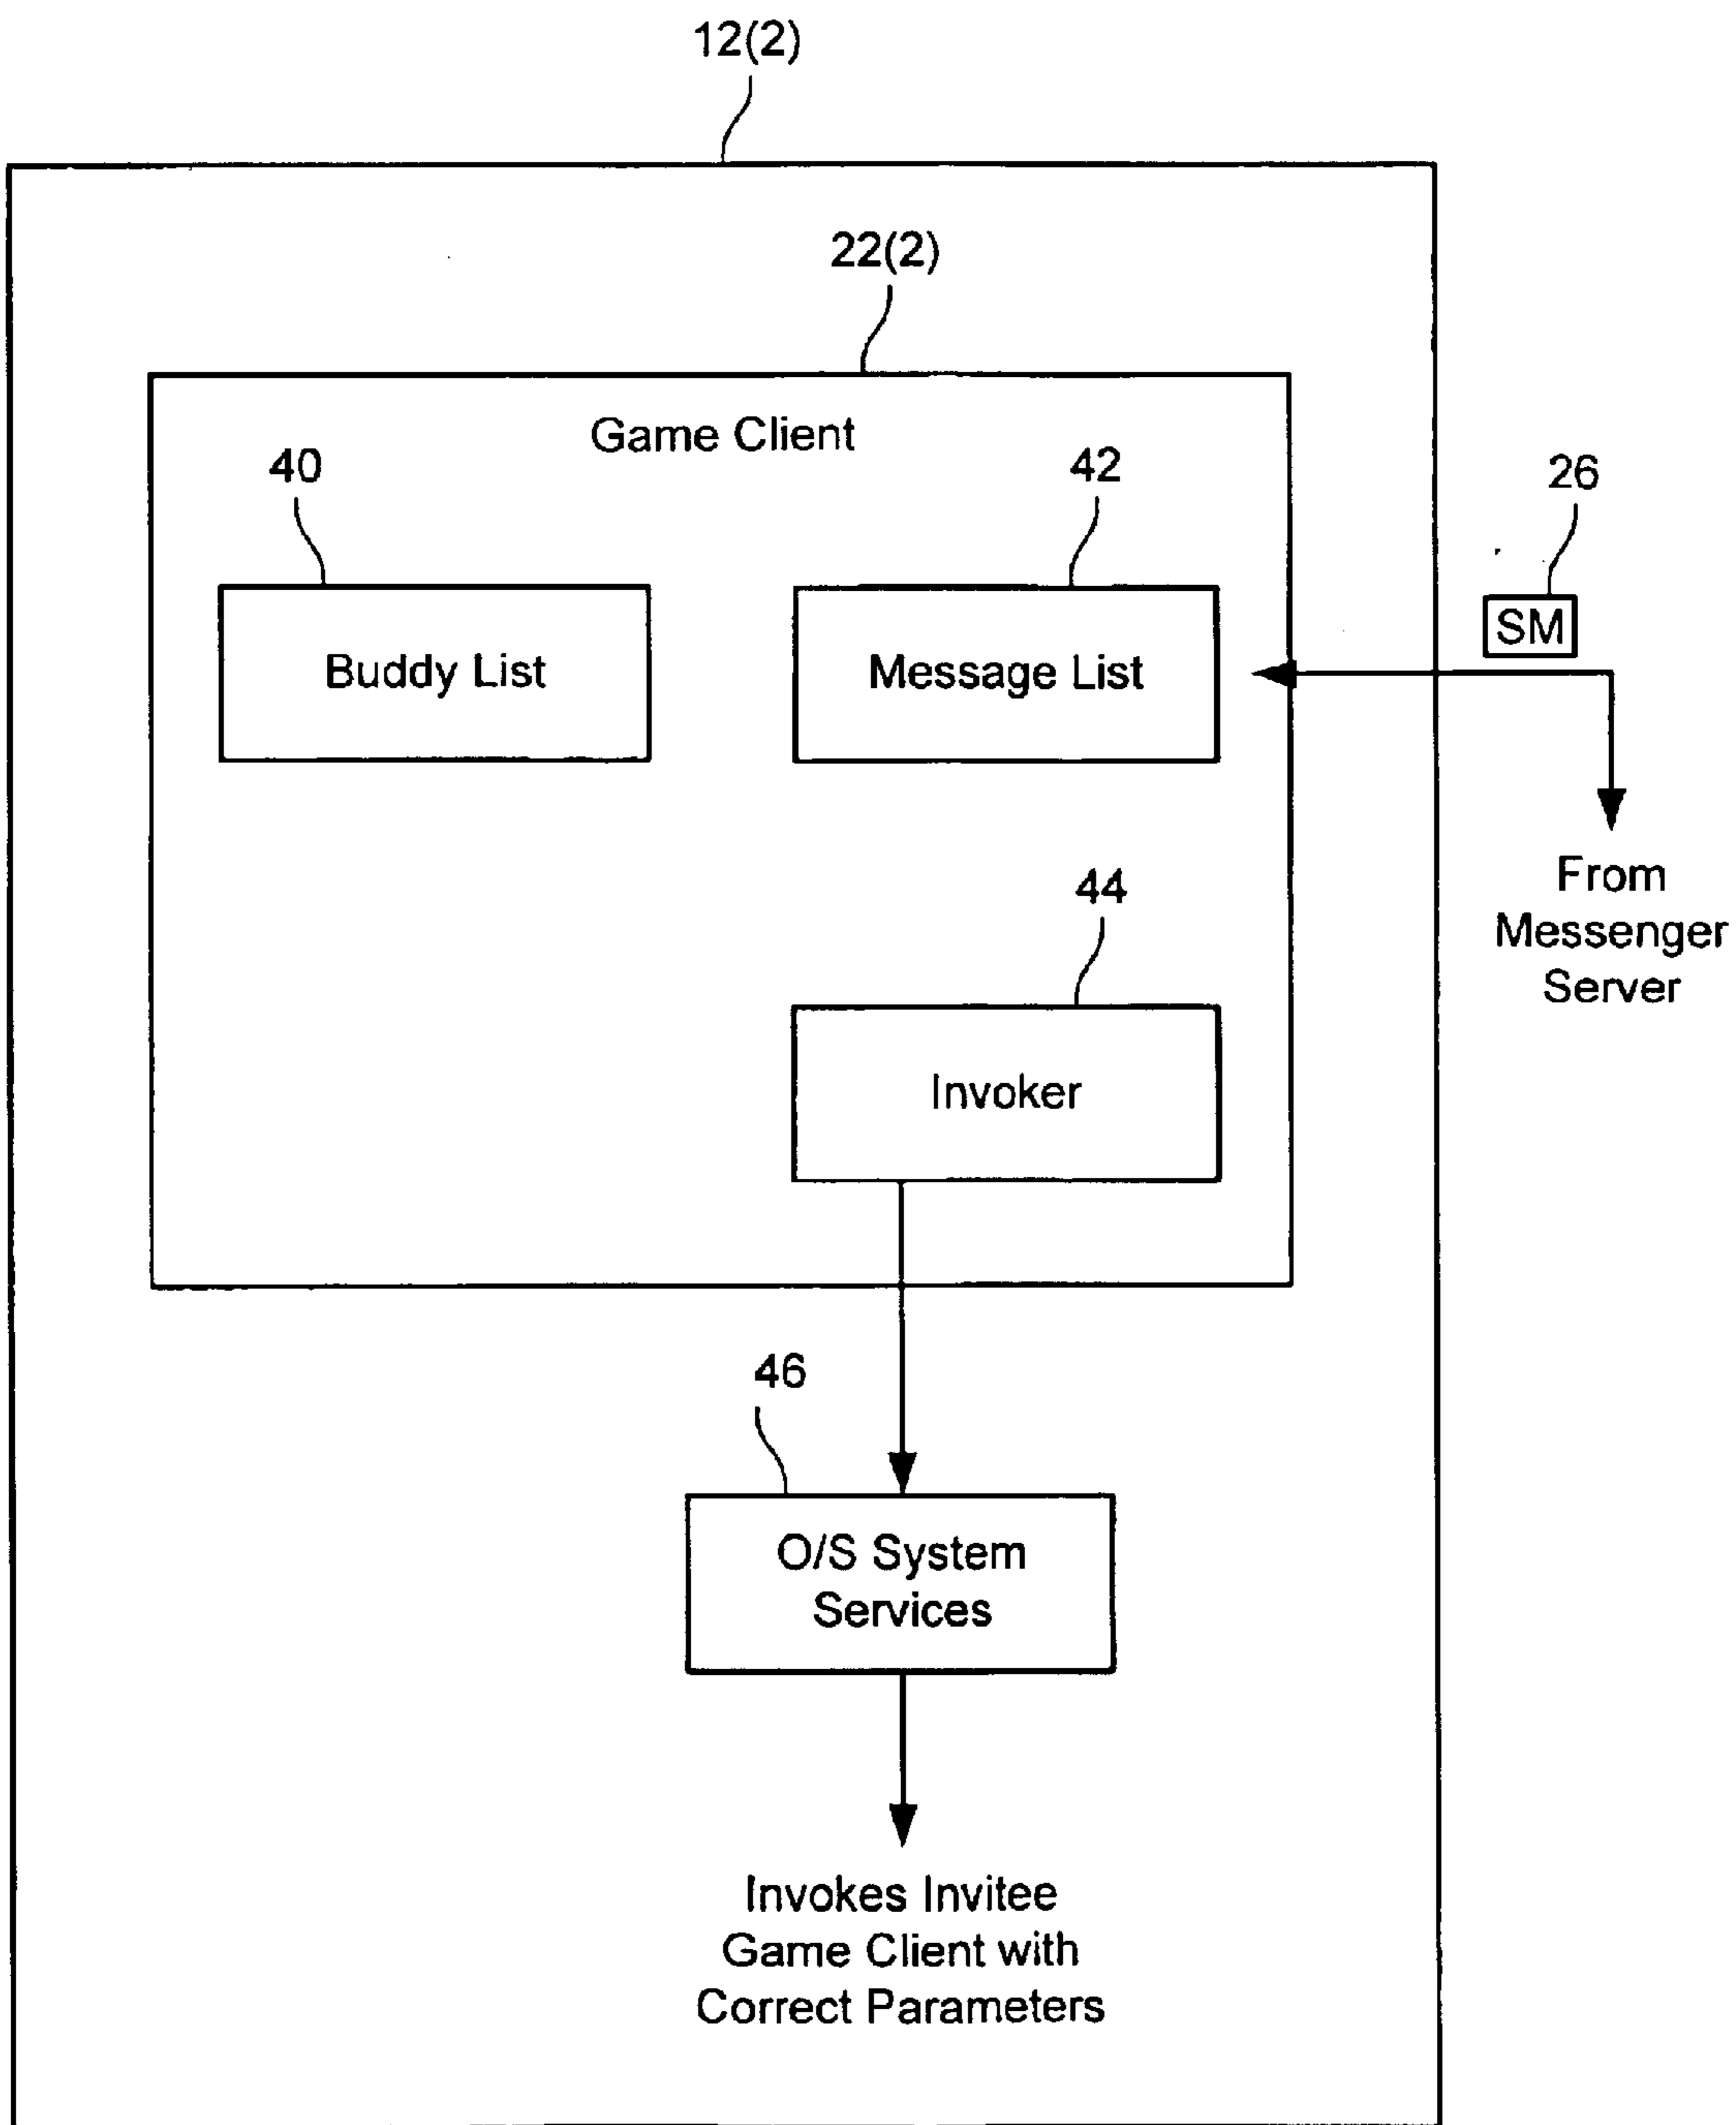 12(2)
22(2)
Game Client
40
42
26
SM
Buddy List
Message List
From
Messenger
Server
44
Invoker
46
O/S System
Services
Invokes Invitee
Game Client with
Correct Parameters